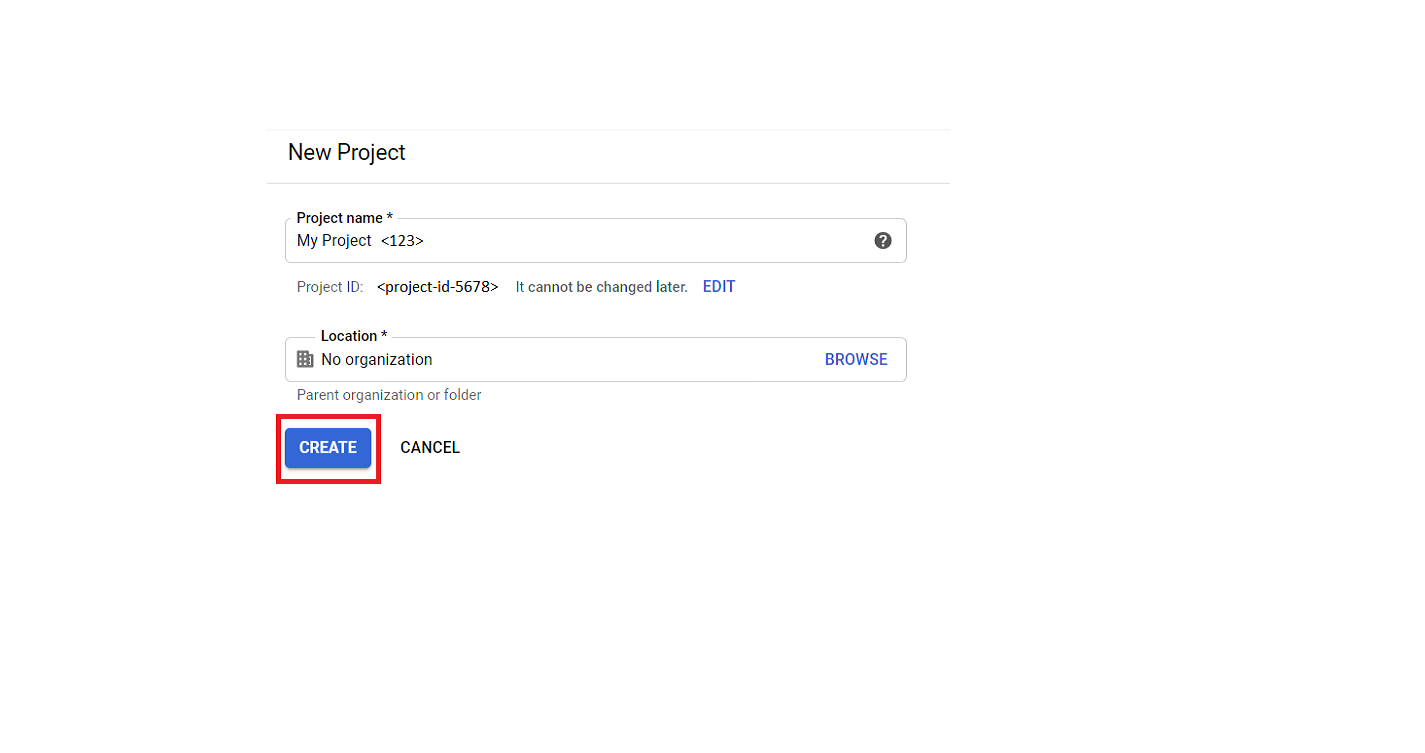 New Project
Project name *
My Project <123>
Project ID: <project-id-5678> It cannot be changed later. EDIT
Location *
No organization BROWSE
Parent organization or folder
CREATE CANCEL